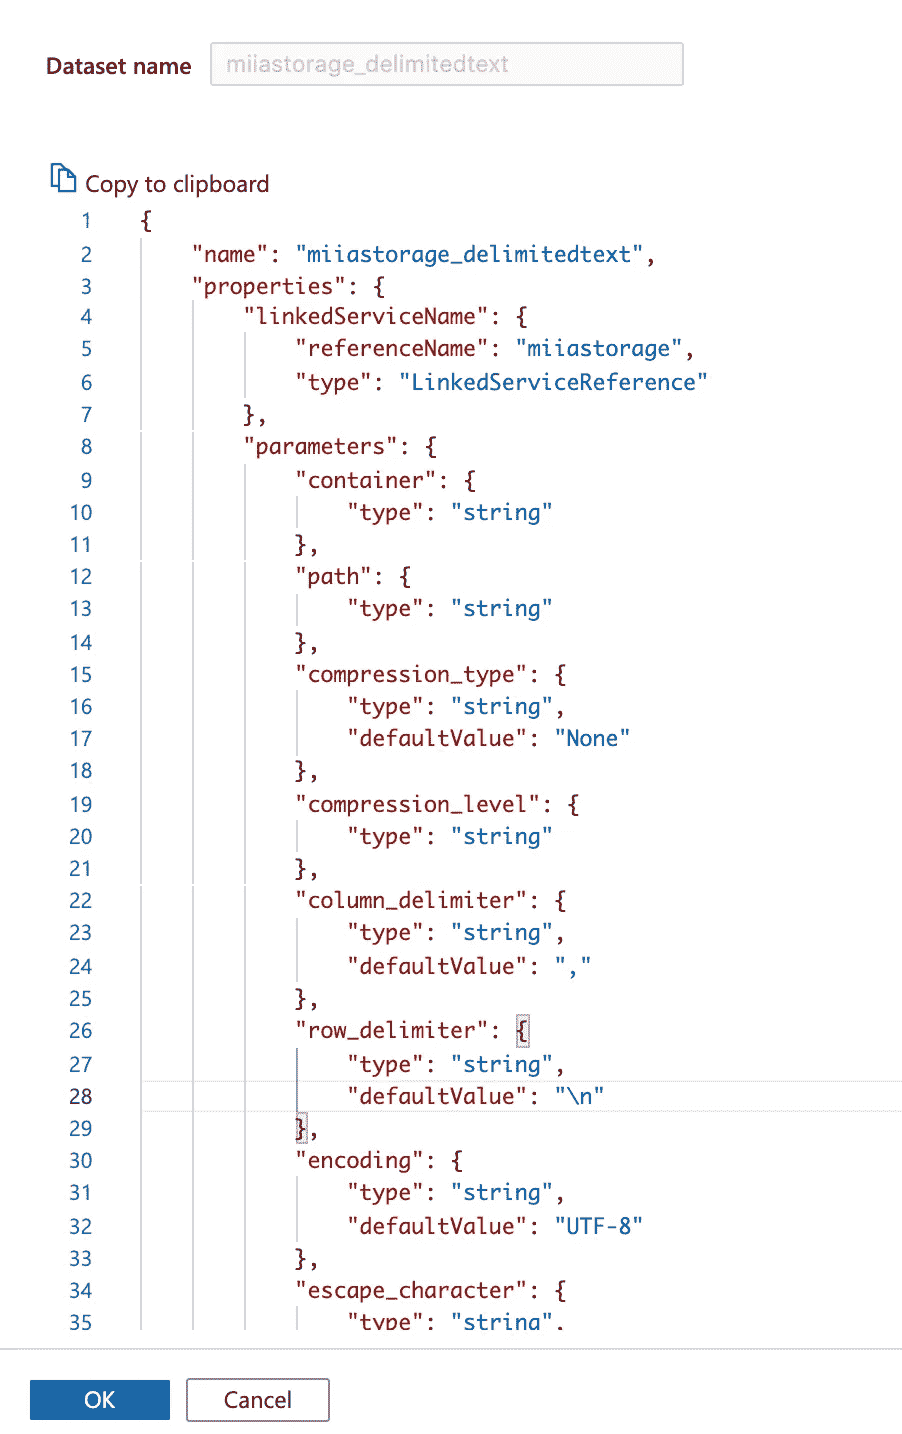 Dataset name miiastorage_delimitedtext
Copy to clipboard
1 {
2 "name": "miiastorage_delimitedtext",
3 "properties": {
4 "linkedServiceName": {
5 "referenceName": "miiastorage",
6 "type": "LinkedServiceReference"
7 },
8 "parameters": {
9 "container": {
10 "type": "string"
11 },
12 "path": {
13 "type": "string"
14 },
15 "compression_type": {
16 "type": "string",
17 "defaultValue": "None"
18 },
19 "compression_level": {
20 "type": "string"
21 },
22 "column_delimiter": {
23 "type": "string",
24 "defaultValue": ","
25 },
26 "row_delimiter": {
27 "type": "string",
28 "defaultValue": "\n"
29 },
30 "encoding": {
31 "type": "string",
32 "defaultValue": "UTF-8"
33 },
34 "escape_character": {
35 "type": "string",
OK Cancel